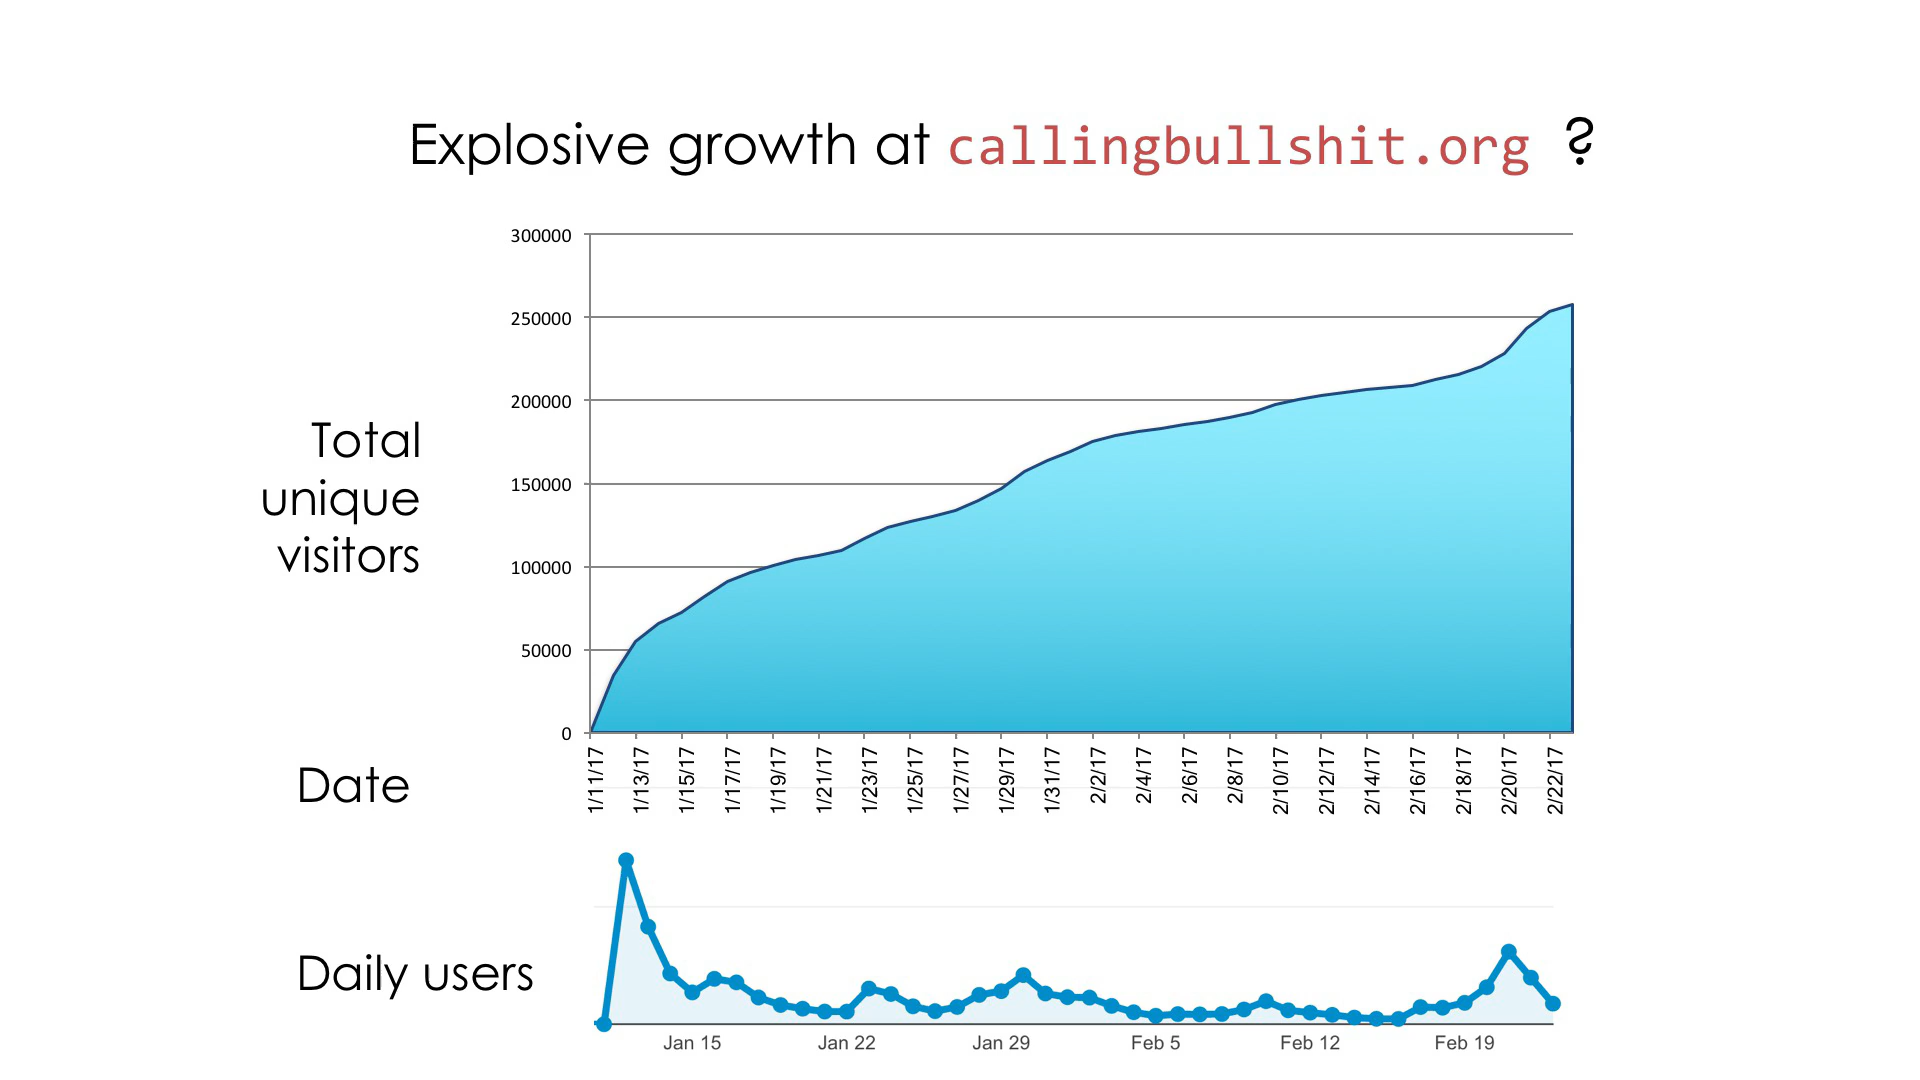 Explosive growth at callingbullshit.org ?
300000
250000
200000
150000
100000
50000
0
Total
unique
visitors
1/11/17
1/13/17
1/15/17
1/17/17
1/19/17
1/21/17
1/23/17
1/25/17
1/27/17
1/29/17
1/31/17
2/2/17
2/4/17
2/6/17
2/8/17
2/10/17
2/12/17
2/14/17
2/16/17
2/18/17
2/20/17
2/22/17
Date
Daily users
Jan 15
Jan 22
Jan 29
Feb 5
Feb 12
Feb 19